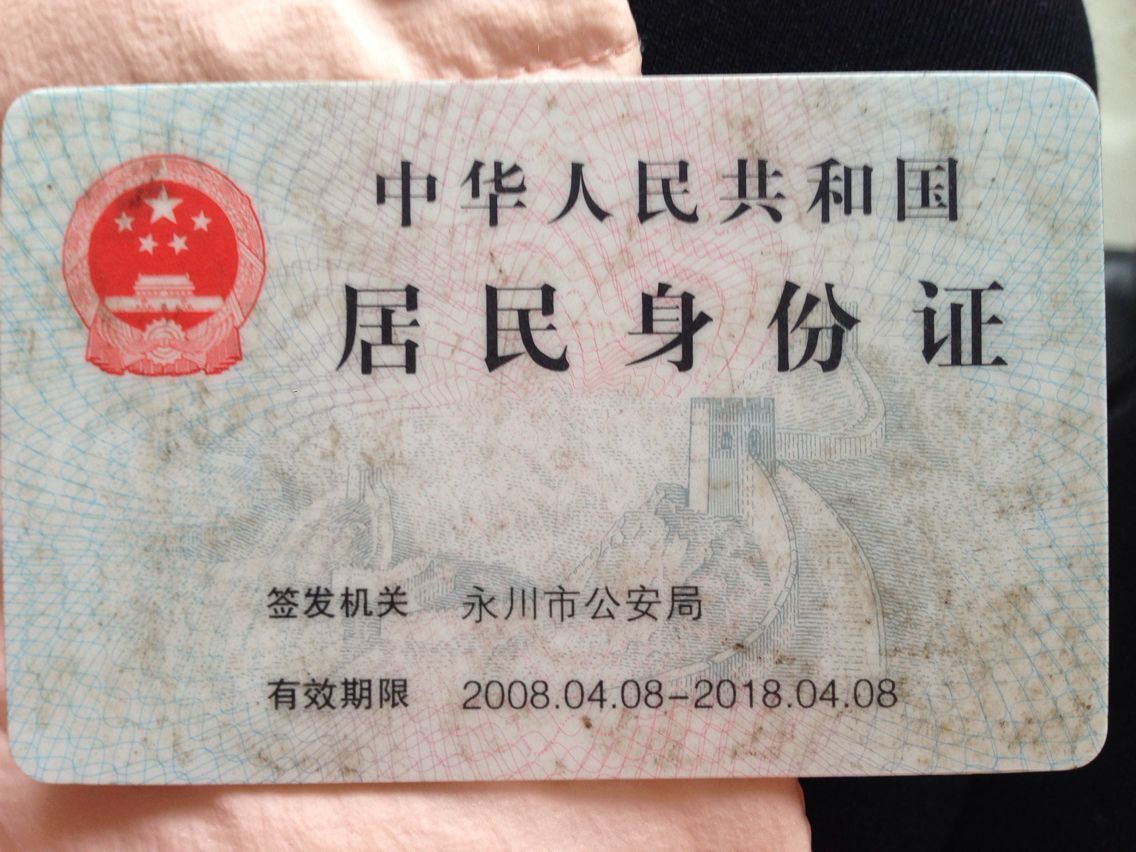 中华人民共和国
居民身份证
签发机关 永川市公安局
有效期限 2008.04.08-2018.04.08